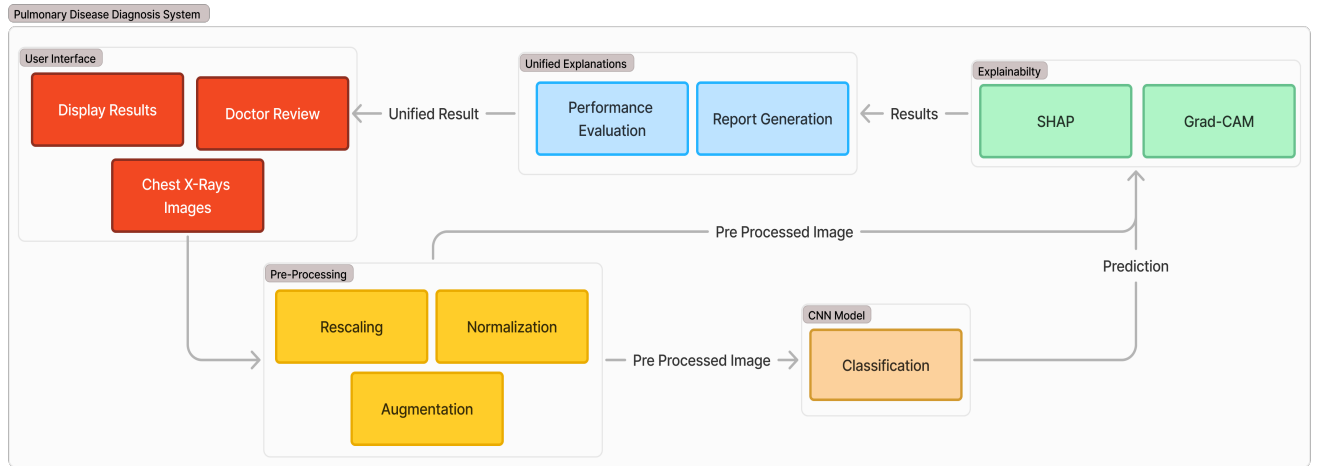 Pulmonary Disease Diagnosis System
User Interface
Display Results
Doctor Review
Chest X-Rays
Images
Unified Result
Unified Explanations
Performance
Evaluation
Report Generation
Results
Explainabilty
SHAP
Grad-CAM
Pre Processed Image
Prediction
Pre-Processing
Rescaling
Normalization
Augmentation
Pre Processed Image
CNN Model
Classification